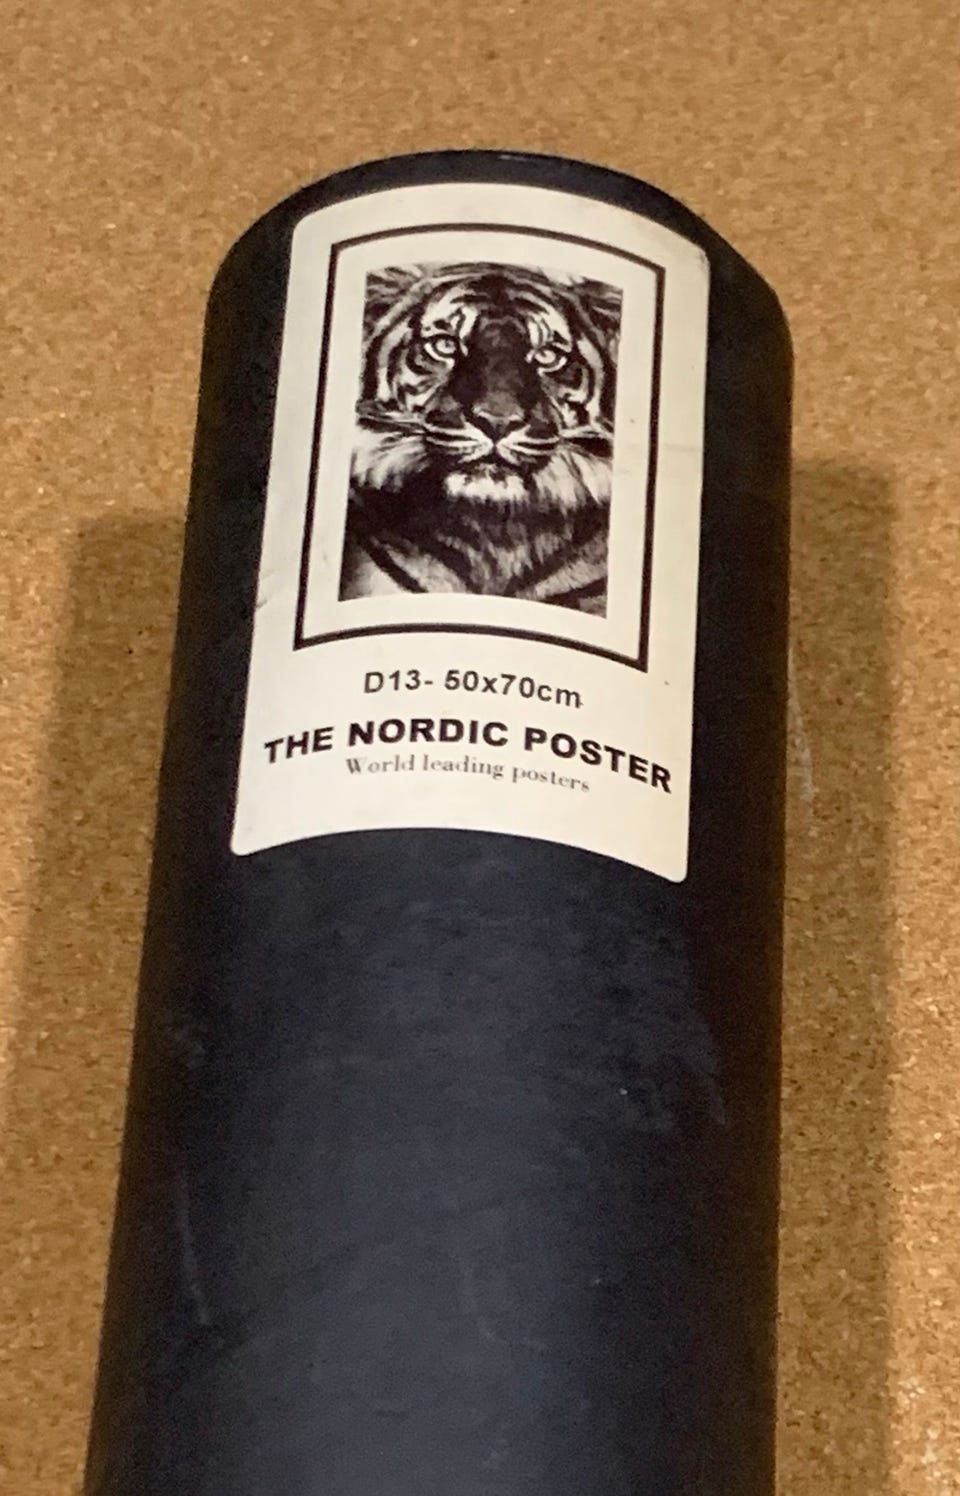 D13- 50x70cm
THE NORDIC POSTER
World leading posters